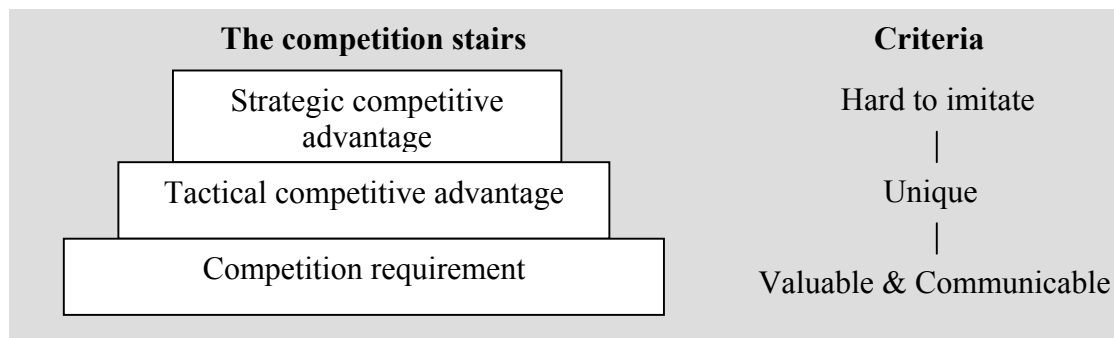 The competition stairs
Strategic competitive
advantage
Tactical competitive advantage
Competition requirement
Criteria
Hard to imitate
|
Unique
|
Valuable & Communicable